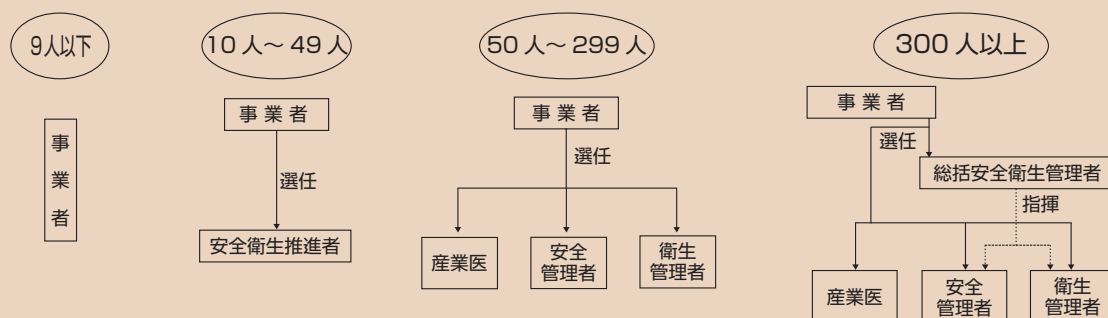 9人以下
事業者
10人～49人
事業者
選任
安全衛生推進者
50人～299人
事業者
選任
産業医
安全
管理者
衛生
管理者
300人以上
事業者
選任
総括安全衛生管理者
指揮
産業医
安全
管理者
衛生
管理者